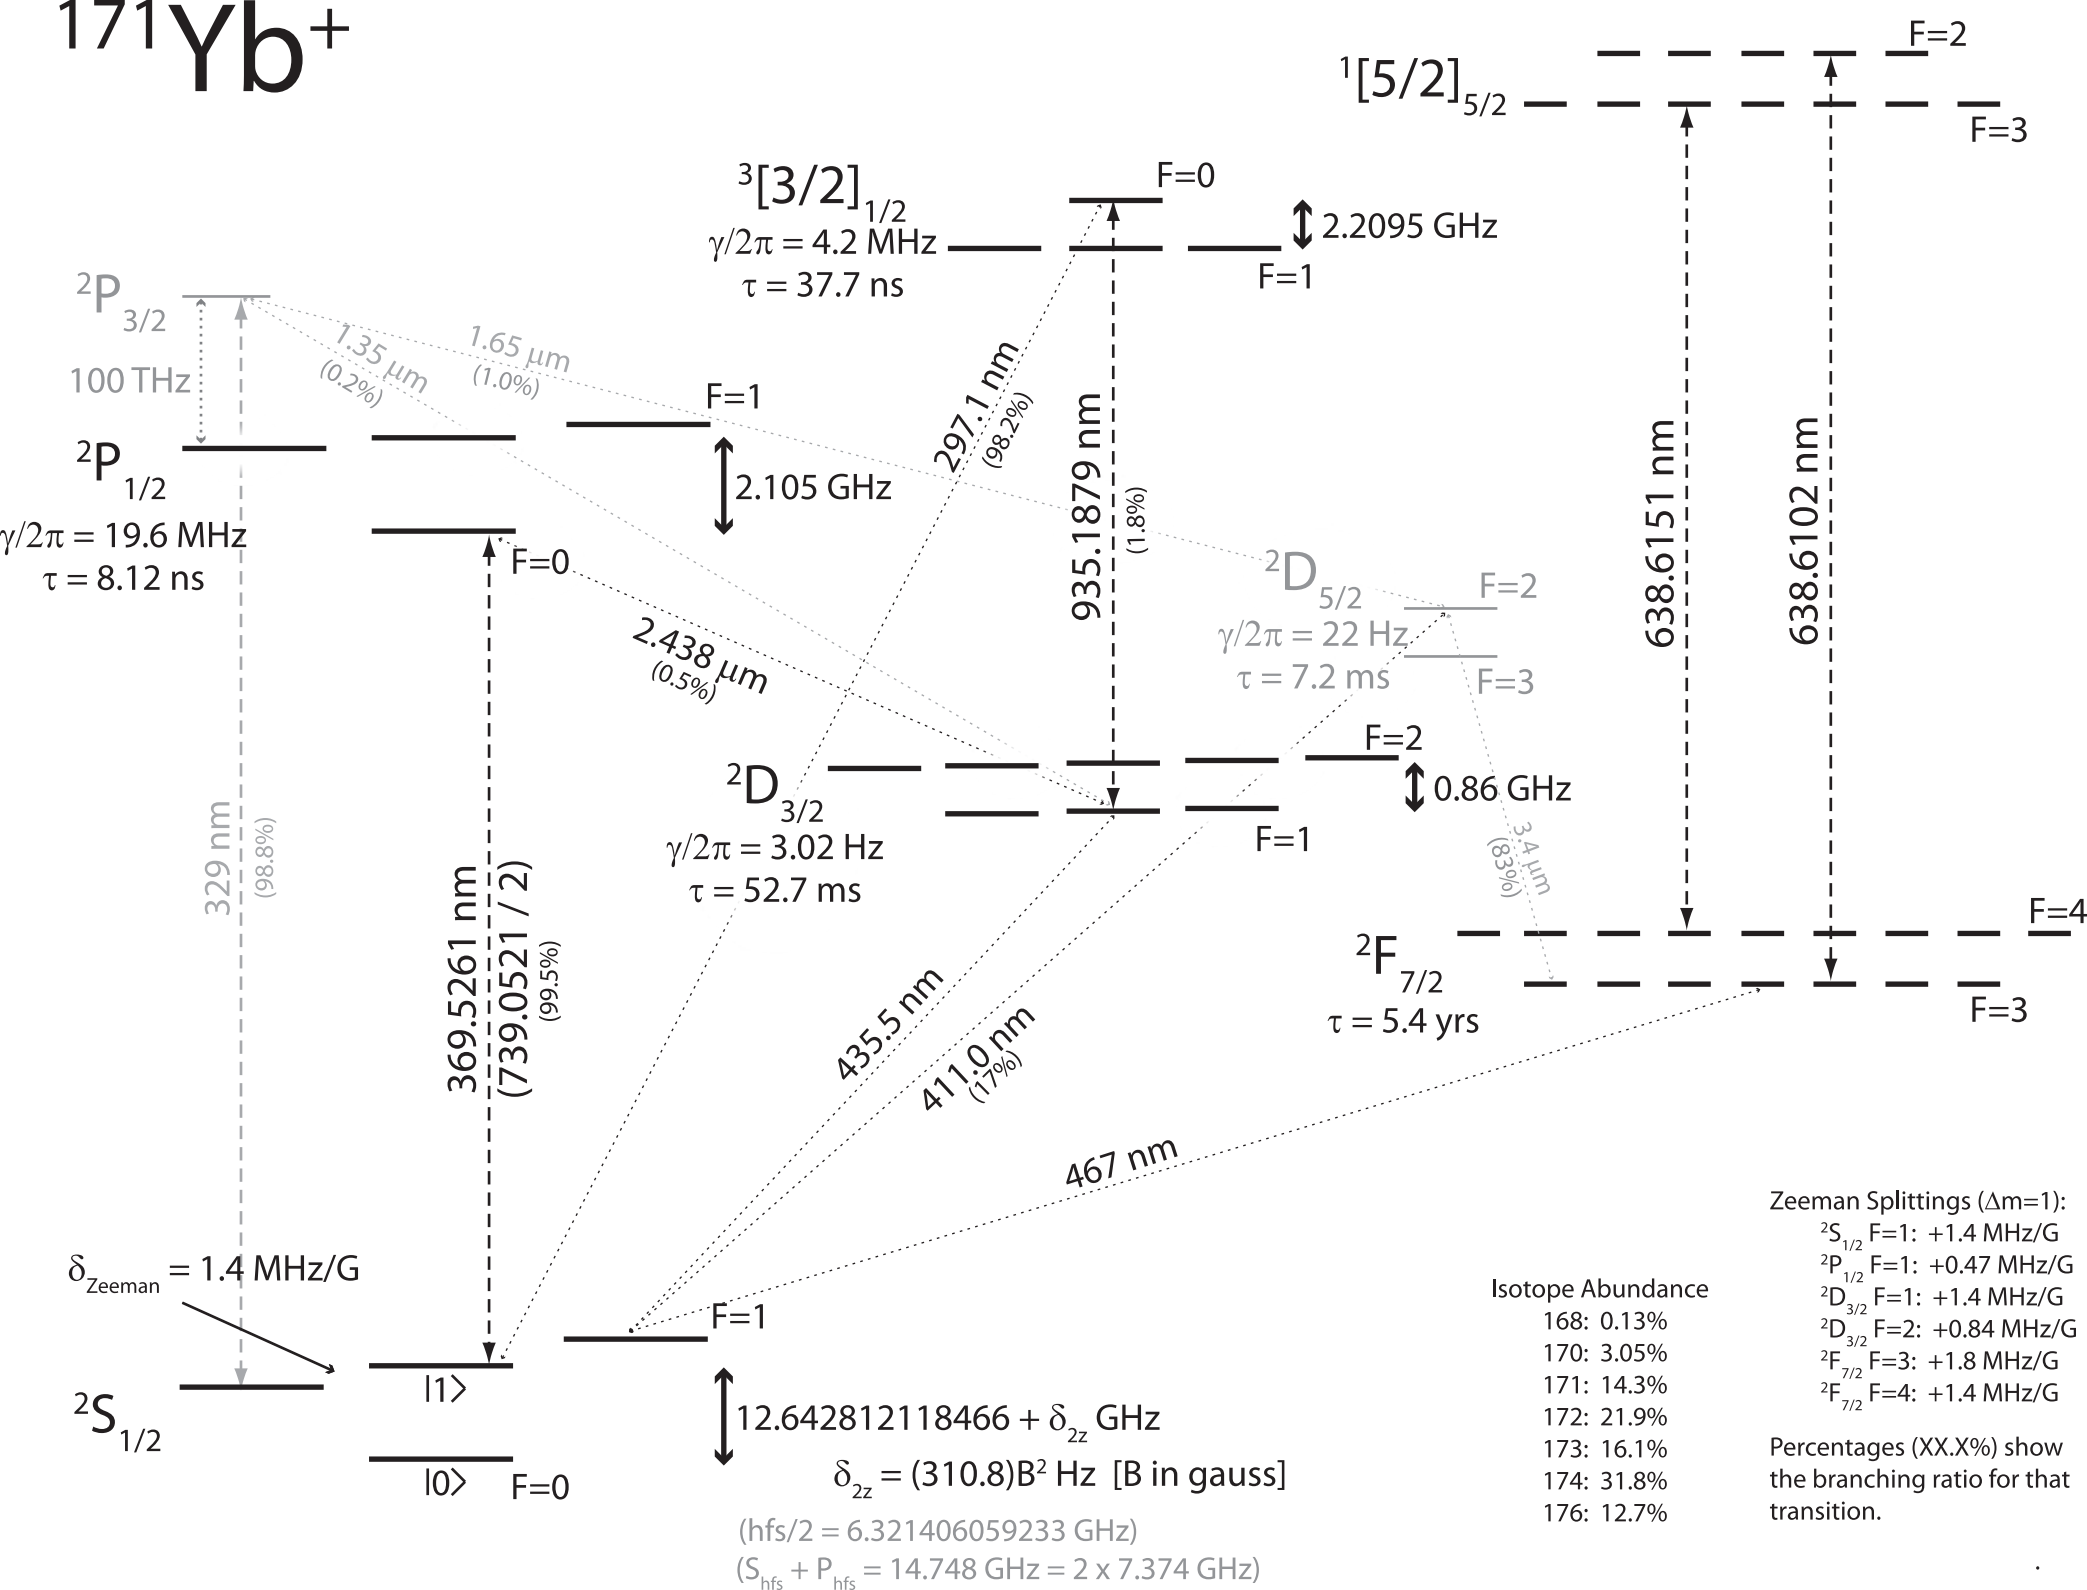 171Yb+
F=2
1[5/2]5/2
F=3
3[3/2]1/2
F=0
γ/2π = 4.2 MHz
τ = 37.7 ns
2.2095 GHz
F=1
2P3/2
100 THz
1.35 μm
(0.2%)
1.65 μm
(1.0%)
F=1
2P1/2
γ/2π = 19.6 MHz
τ = 8.12 ns
2.105 GHz
F=0
297.1 nm
(98.2%)
935.1879 nm
(1.8%)
638.6151 nm
638.6102 nm
2.438 μm
(0.5%)
2D5/2
γ/2π = 22 Hz
τ = 7.2 ms
F=2
F=3
2D3/2
γ/2π = 3.02 Hz
τ = 52.7 ms
F=2
0.86 GHz
F=1
3.4 μm
(83%)
329 nm
(98.8%)
369.5261 nm
(739.0521 / 2)
(99.5%)
435.5 nm
411.0 nm
(17%)
2F7/2
τ = 5.4 yrs
F=4
F=3
467 nm
δZeeman = 1.4 MHz/G
F=1
2S1/2
|1⟩
|0⟩
F=0
12.642812118466 + δ2z GHz
δ2z = (310.8)B² Hz [B in gauss]
(hfs/2 = 6.321406059233 GHz)
(Shfs + Phfs = 14.748 GHz = 2 x 7.374 GHz)
Isotope Abundance
168: 0.13%
170: 3.05%
171: 14.3%
172: 21.9%
173: 16.1%
174: 31.8%
176: 12.7%
Zeeman Splittings (Δm=1):
2S1/2 F=1: +1.4 MHz/G
2P1/2 F=1: +0.47 MHz/G
2D3/2 F=1: +1.4 MHz/G
2D3/2 F=2: +0.84 MHz/G
2F7/2 F=3: +1.8 MHz/G
2F7/2 F=4: +1.4 MHz/G
Percentages (XX.X%) show
the branching ratio for that
transition.